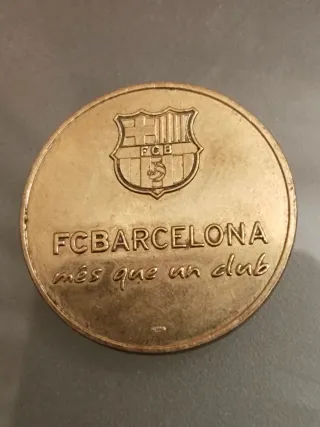 FCB
FCBARCELONA
més que un club